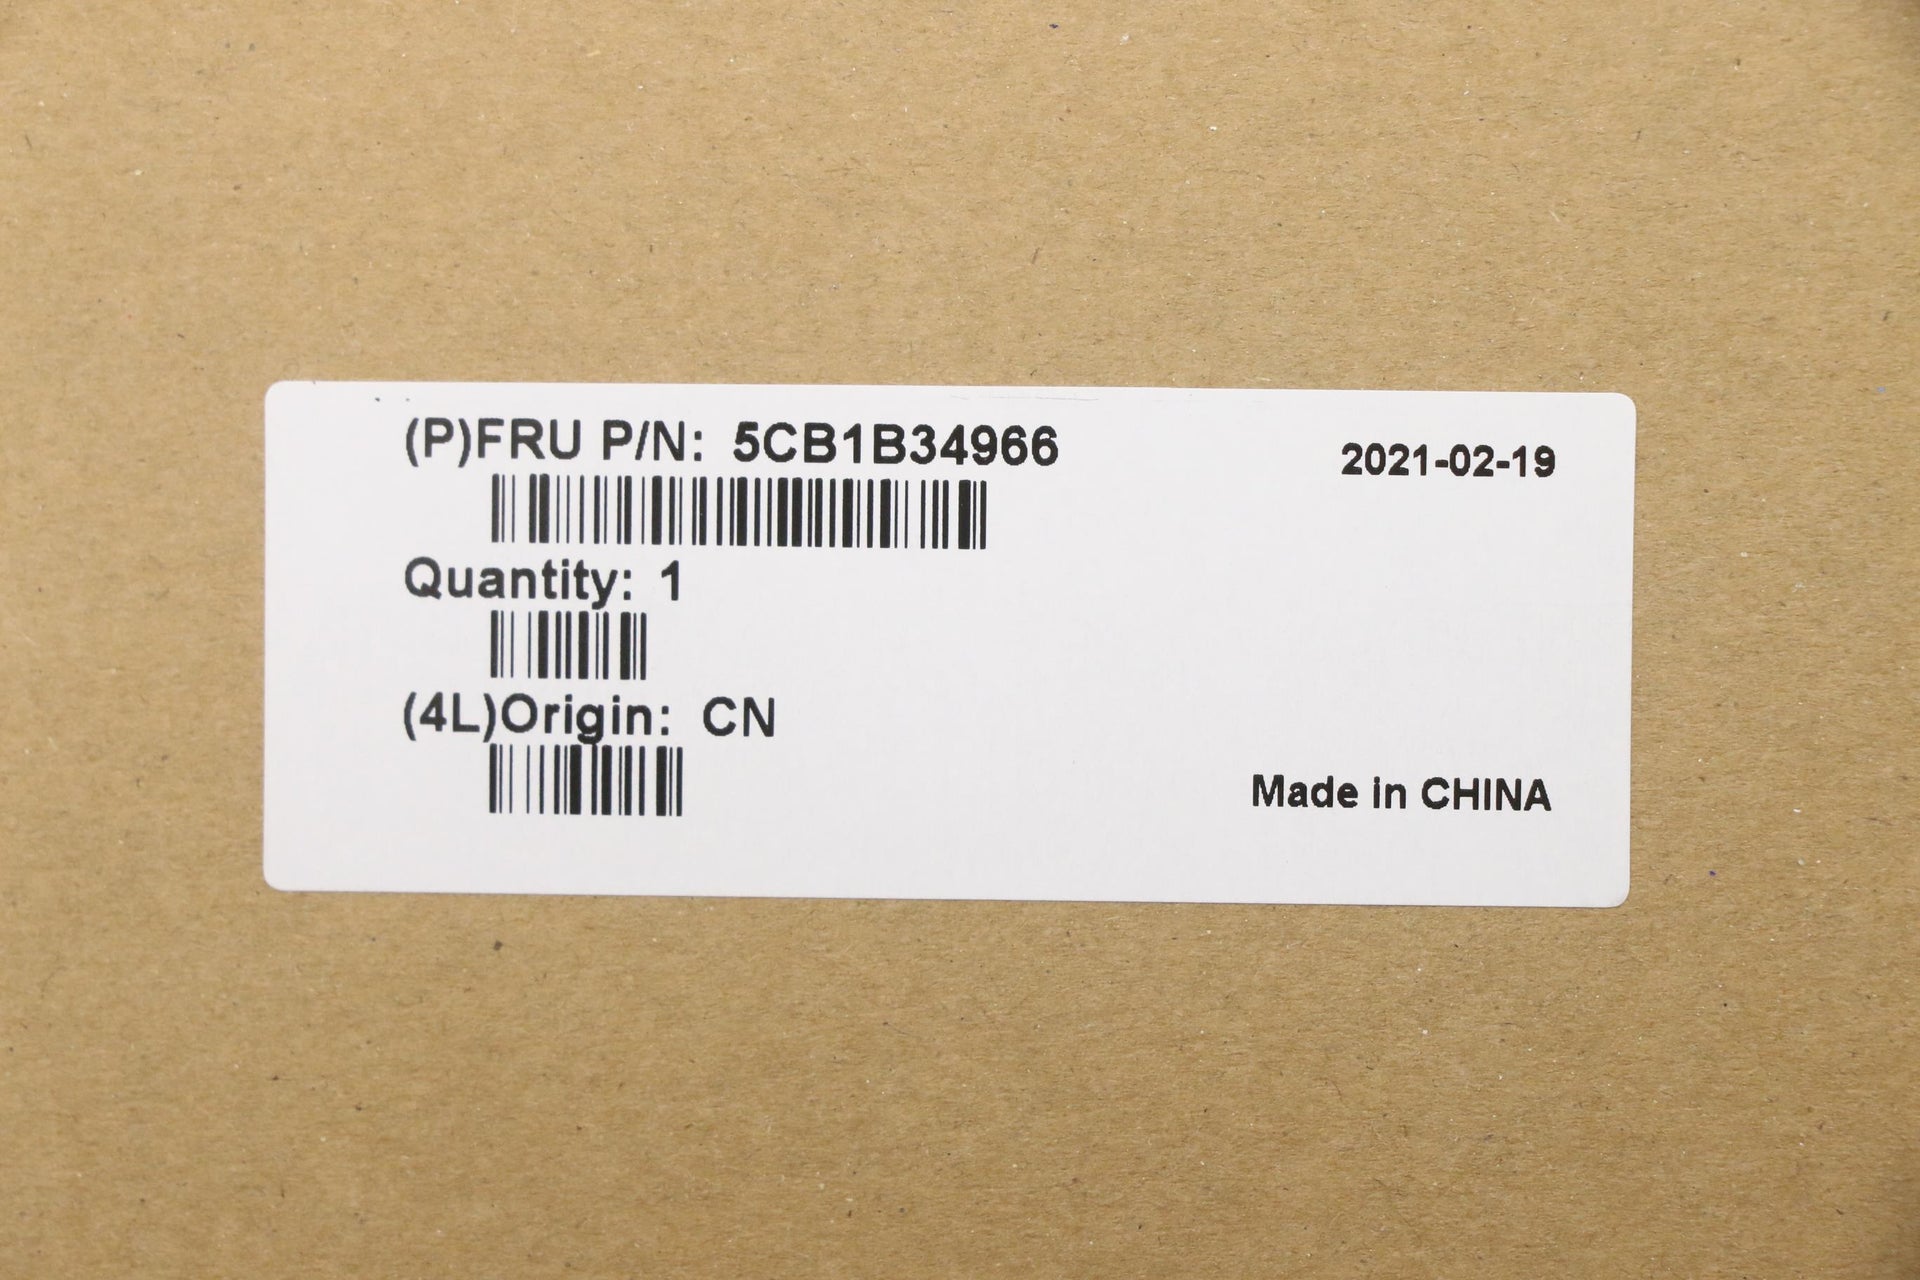 (P)FRU P/N: 5CB1B34966
2021-02-19
Quantity: 1
(4L)Origin: CN
Made in CHINA